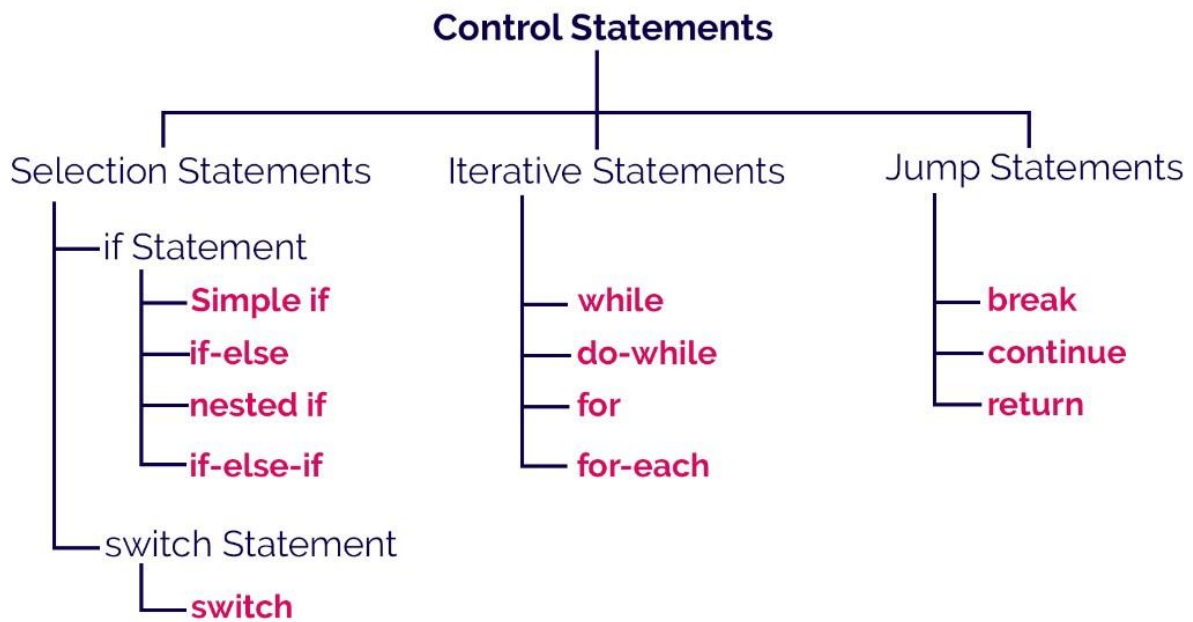 Control Statements
Selection Statements
if Statement
Simple if
if-else
nested if
if-else-if
switch Statement
switch
Iterative Statements
while
do-while
for
for-each
Jump Statements
break
continue
return